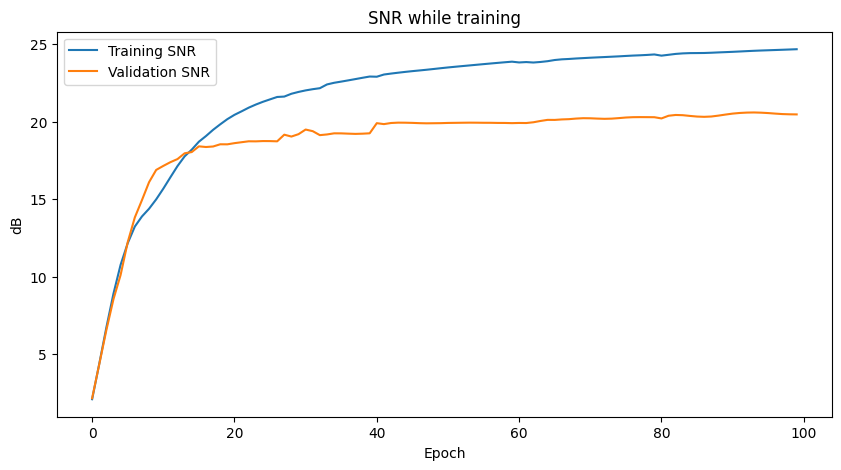 SNR while training
Training SNR
Validation SNR
25
20
15
10
5
dB
0 20 40 60 80 100
Epoch